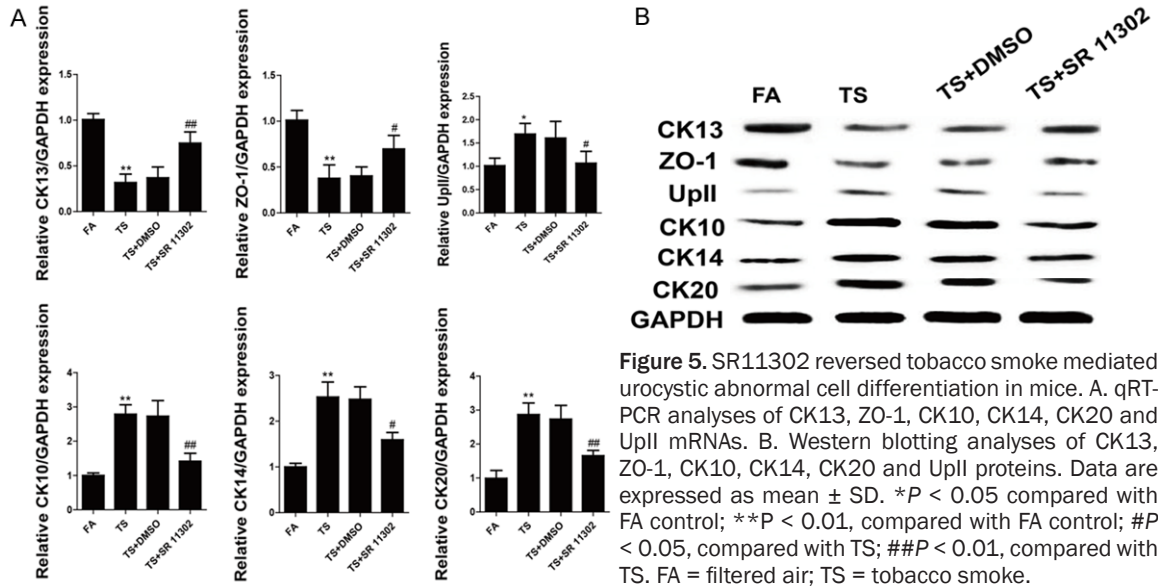 A
Relative CK13/GAPDH expression
1.5
1.0
0.5
0.0
**
##
FA
TS
TS+DMSO
TS+SR 11302
Relative ZO-1/GAPDH expression
1.5
1.0
0.5
0.0
**
#
FA
TS
TS+DMSO
TS+SR 11302
Relative UpII/GAPDH expression
2.5
2.0
1.5
1.0
0.5
0.0
*
#
FA
TS
TS+DMSO
TS+SR 11302
Relative CK10/GAPDH expression
4
3
2
1
0
**
##
FA
TS
TS+DMSO
TS+SR 11302
Relative CK14/GAPDH expression
3
2
1
0
**
#
FA
TS
TS+DMSO
TS+SR 11302
Relative CK20/GAPDH expression
4
3
2
1
0
**
##
FA
TS
TS+DMSO
TS+SR 11302
B
FA
TS
TS+DMSO
TS+SR 11302
CK13
ZO-1
UpII
CK10
CK14
CK20
GAPDH
Figure 5. SR11302 reversed tobacco smoke mediated
urocystic abnormal cell differentiation in mice. A. qRT-
PCR analyses of CK13, ZO-1, CK10, CK14, CK20 and
UpII mRNAs. B. Western blotting analyses of CK13,
ZO-1, CK10, CK14, CK20 and UpII proteins. Data are
expressed as mean ± SD. *P < 0.05 compared with
FA control; **P < 0.01, compared with FA control; #P
< 0.05, compared with TS; ##P < 0.01, compared with
TS. FA = filtered air; TS = tobacco smoke.